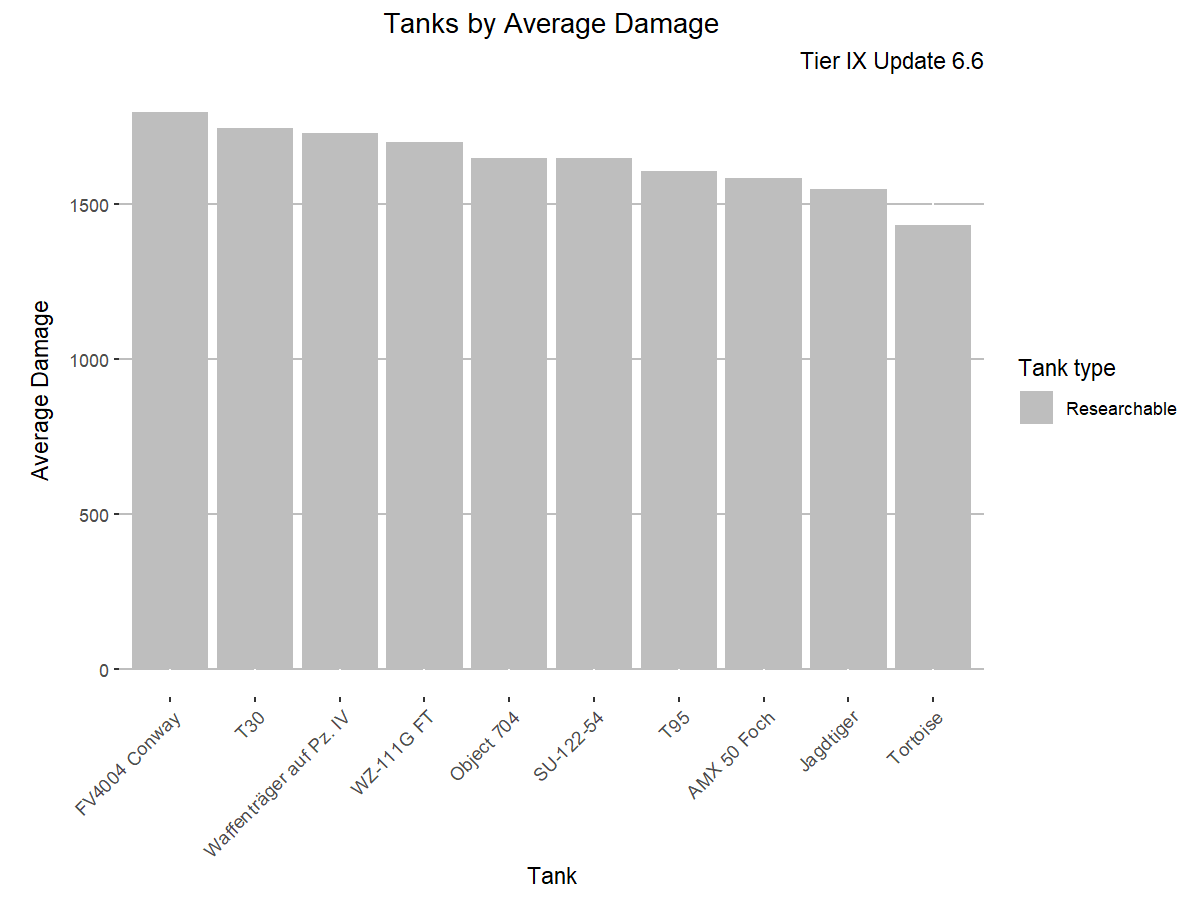 Tanks by Average Damage
Tier IX Update 6.6
Average Damage
1500
1000
500
0
FV4004 Conway
T30
Waffenträger auf Pz. IV
WZ-111G FT
Object 704
SU-122-54
T95
AMX 50 Foch
Jagdtiger
Tortoise
Tank
Tank type
Researchable